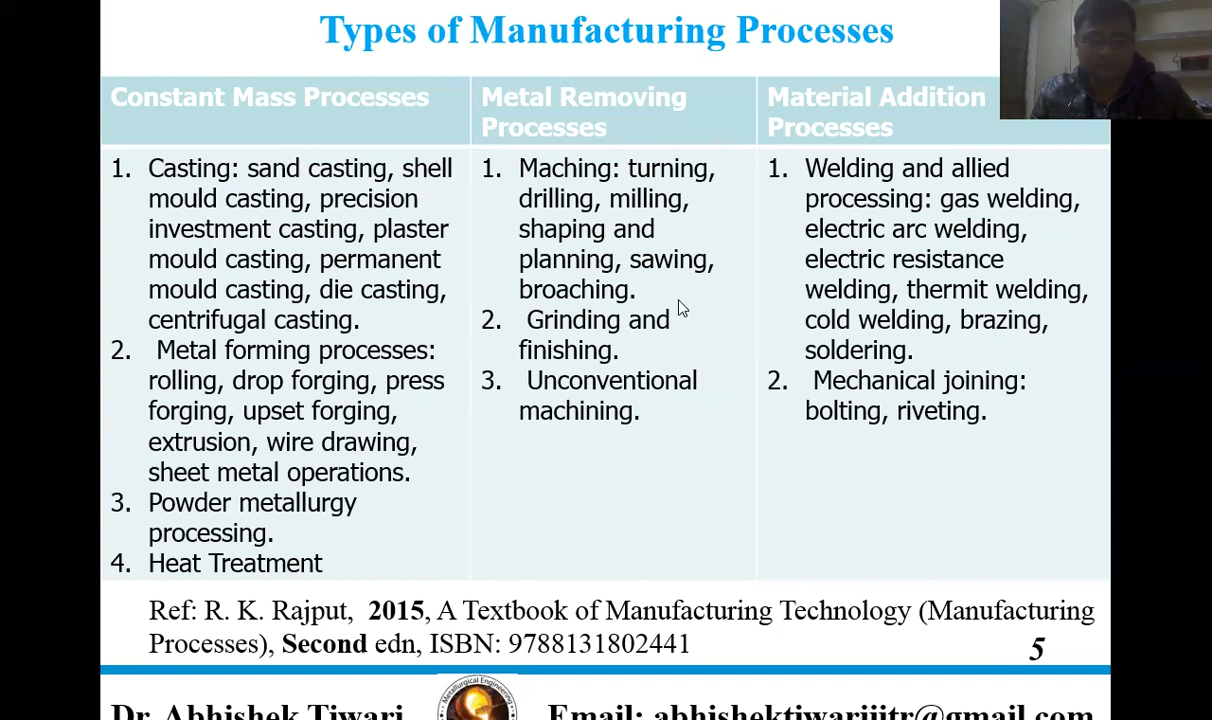 Types of Manufacturing Processes
Constant Mass Processes
Metal Removing
Processes
Material Addition
Processes
1. Casting: sand casting, shell
mould casting, precision
investment casting, plaster
mould casting, permanent
mould casting, die casting,
centrifugal casting.
2. Metal forming processes:
rolling, drop forging, press
forging, upset forging,
extrusion, wire drawing,
sheet metal operations.
3. Powder metallurgy
processing.
4. Heat Treatment
1. Maching: turning,
drilling, milling,
shaping and
planning, sawing,
broaching.
2. Grinding and
finishing.
3. Unconventional
machining.
1. Welding and allied
processing: gas welding,
electric arc welding,
electric resistance
welding, thermit welding,
cold welding, brazing,
soldering.
2. Mechanical joining:
bolting, riveting.
Ref: R. K. Rajput, 2015, A Textbook of Manufacturing Technology (Manufacturing
Processes), Second edn, ISBN: 9788131802441
5
Dr. Abhishek Tiwari
Metallurgical Engineering
Email: abhishektiwariiitr@gmail.com